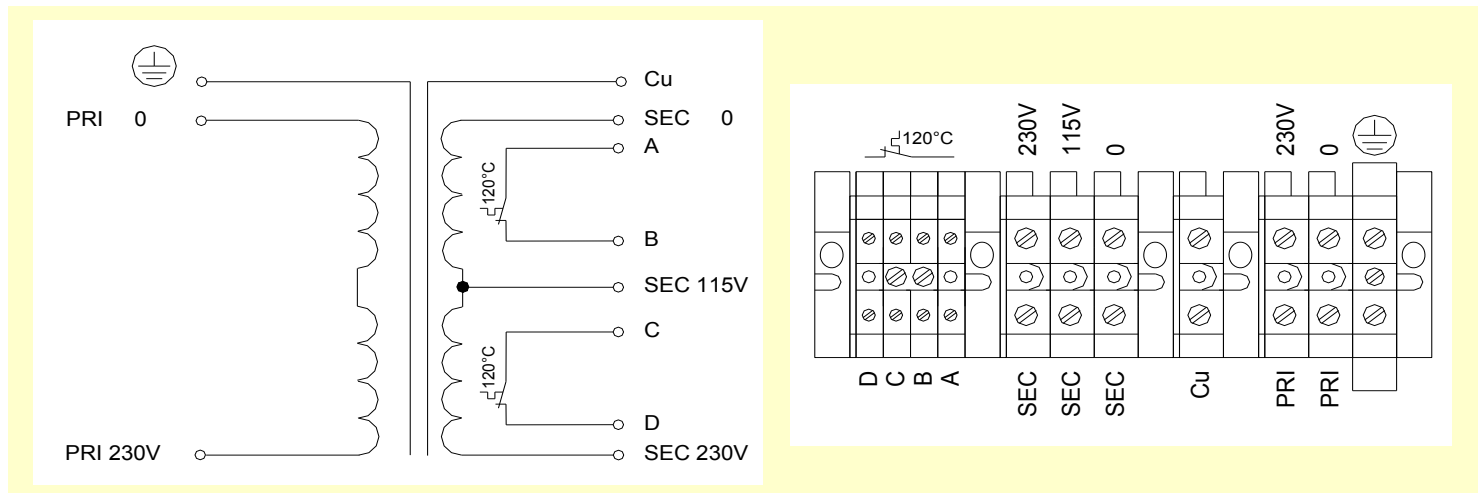 Cu
PRI 0
SEC 0
A
120°C
B
SEC 115V
C
120°C
D
PRI 230V
SEC 230V
120°C
230V
115V
0
230V
0
D
C
B
A
SEC
SEC
SEC
Cu
PRI
PRI